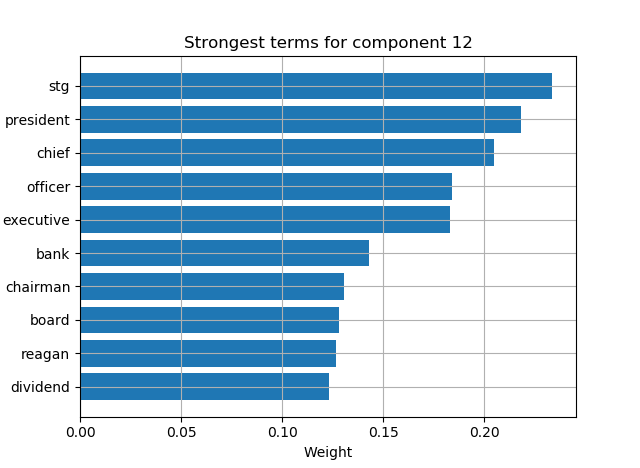 Strongest terms for component 12
stg
president
chief
officer
executive
bank
chairman
board
reagan
dividend
0.00 0.05 0.10 0.15 0.20
Weight